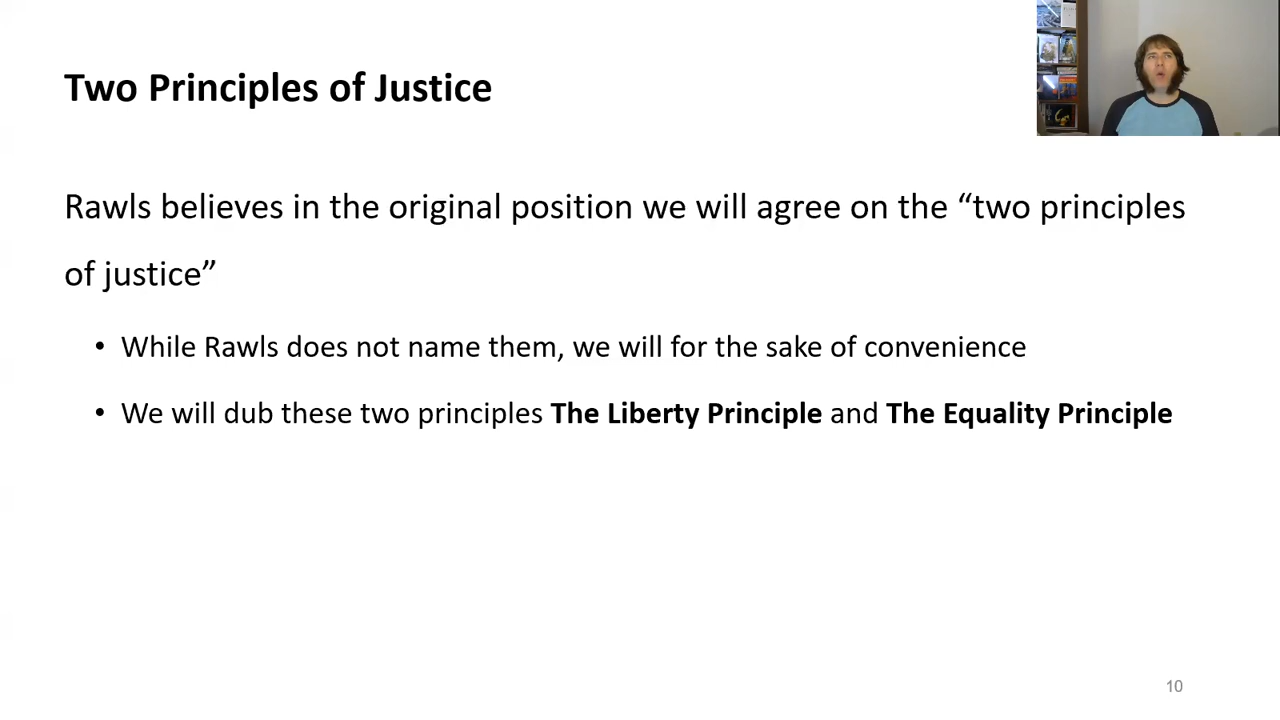 Two Principles of Justice
Rawls believes in the original position we will agree on the “two principles
of justice”
• While Rawls does not name them, we will for the sake of convenience
• We will dub these two principles The Liberty Principle and The Equality Principle
10